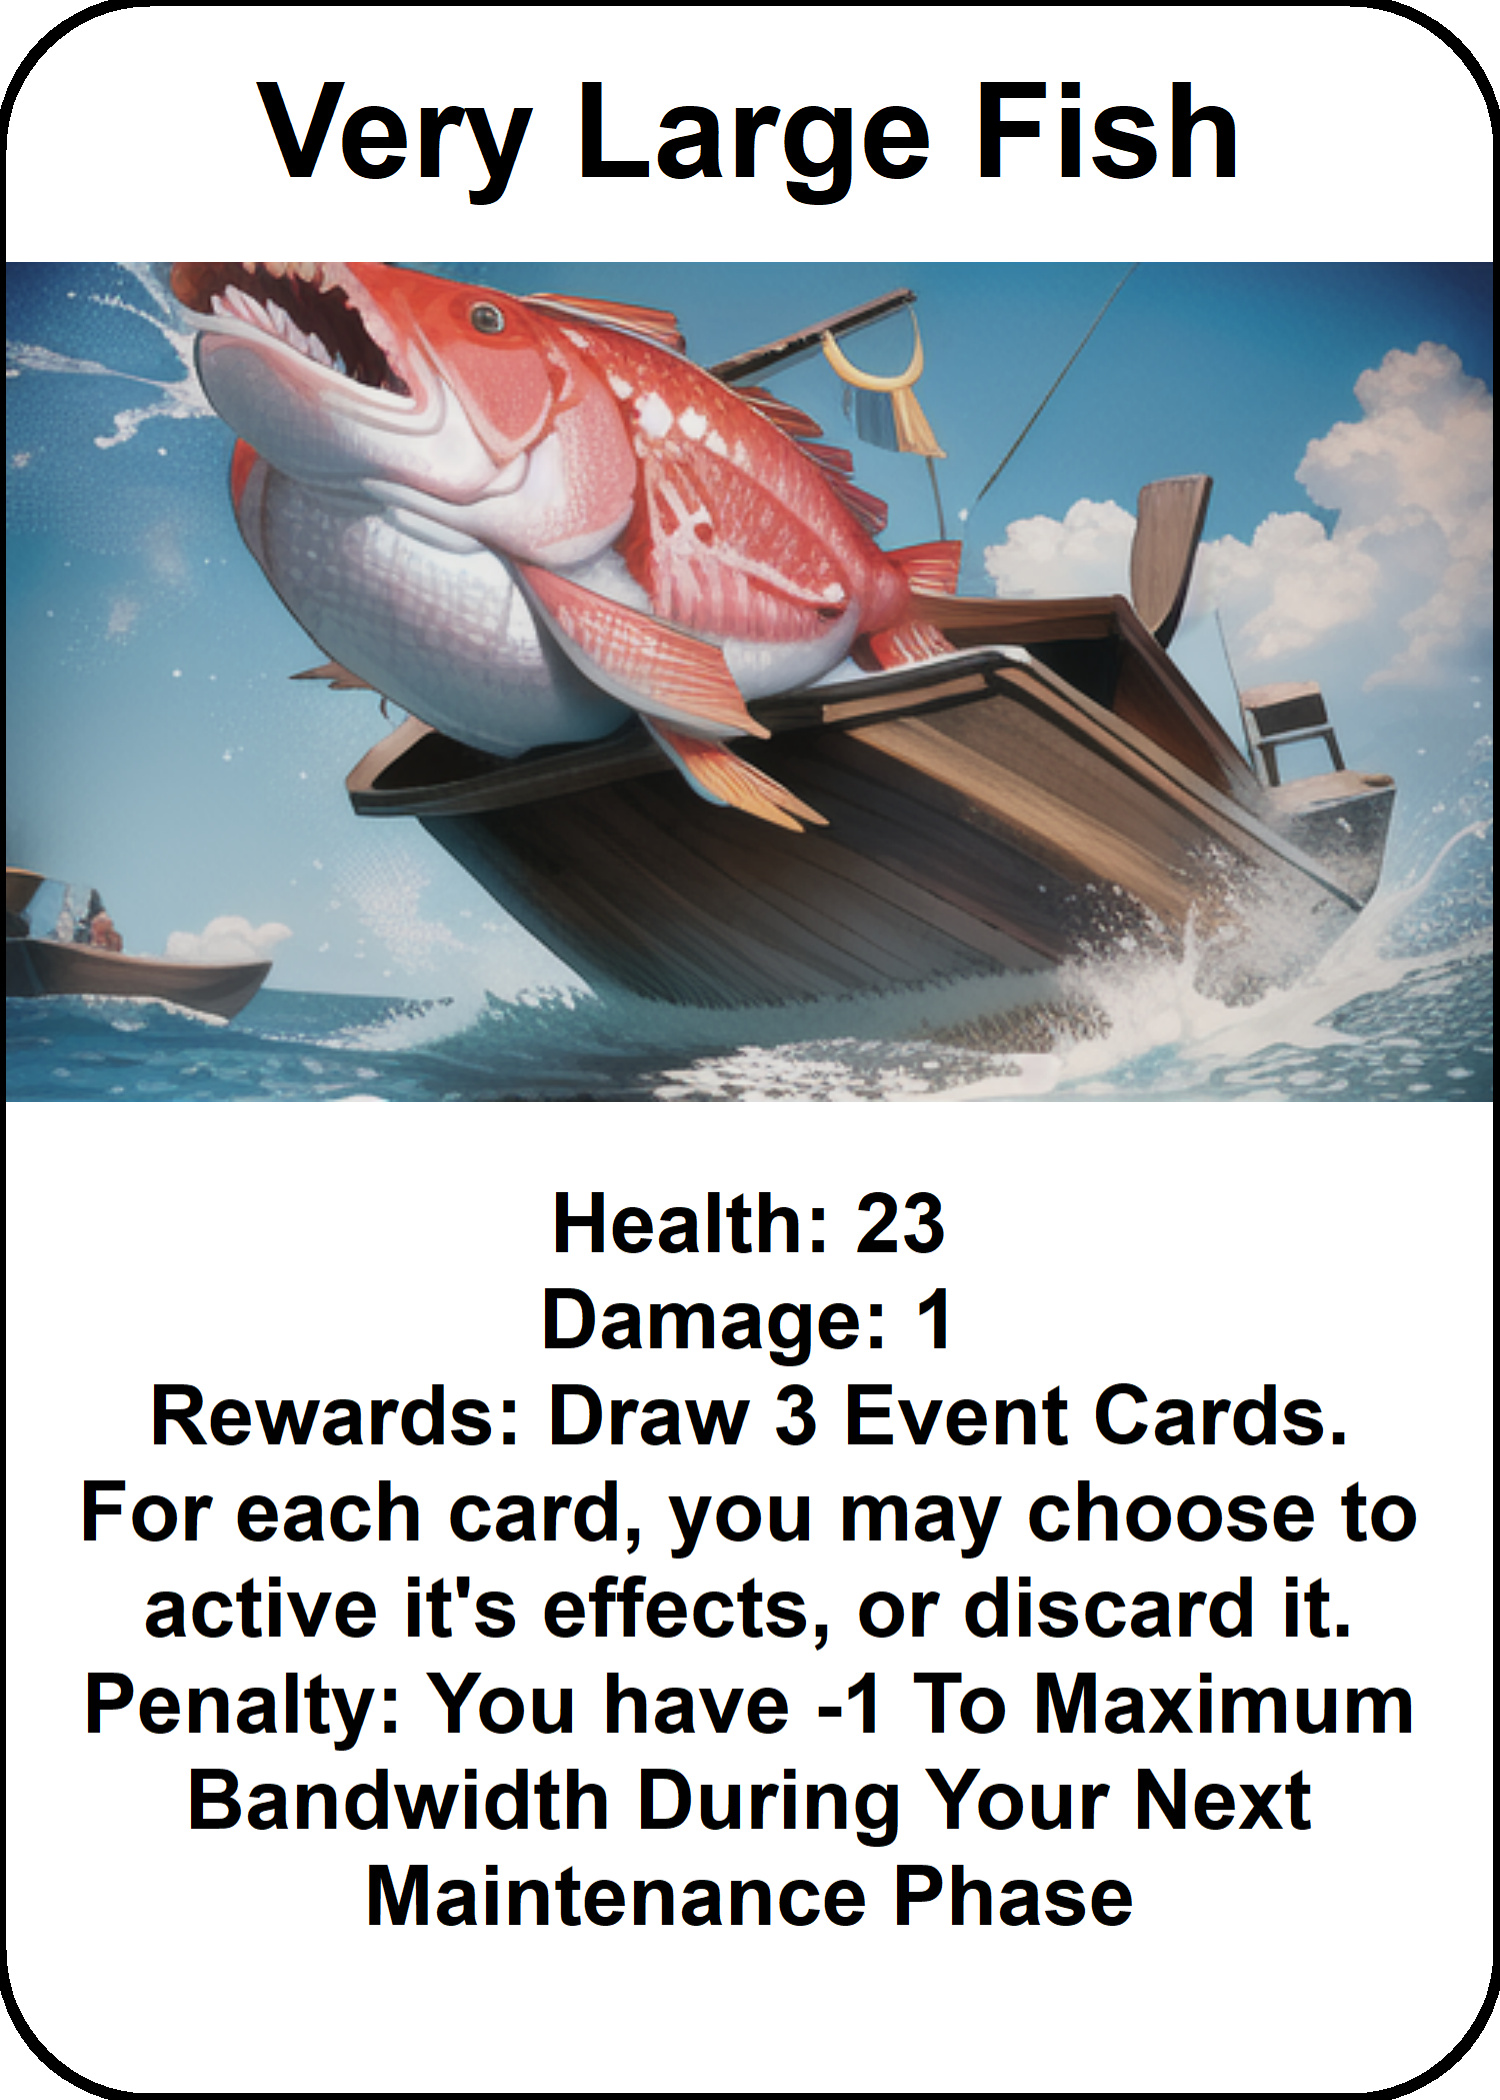 Very Large Fish
Health: 23
Damage: 1
Rewards: Draw 3 Event Cards.
For each card, you may choose to
active it's effects, or discard it.
Penalty: You have -1 To Maximum
Bandwidth During Your Next
Maintenance Phase